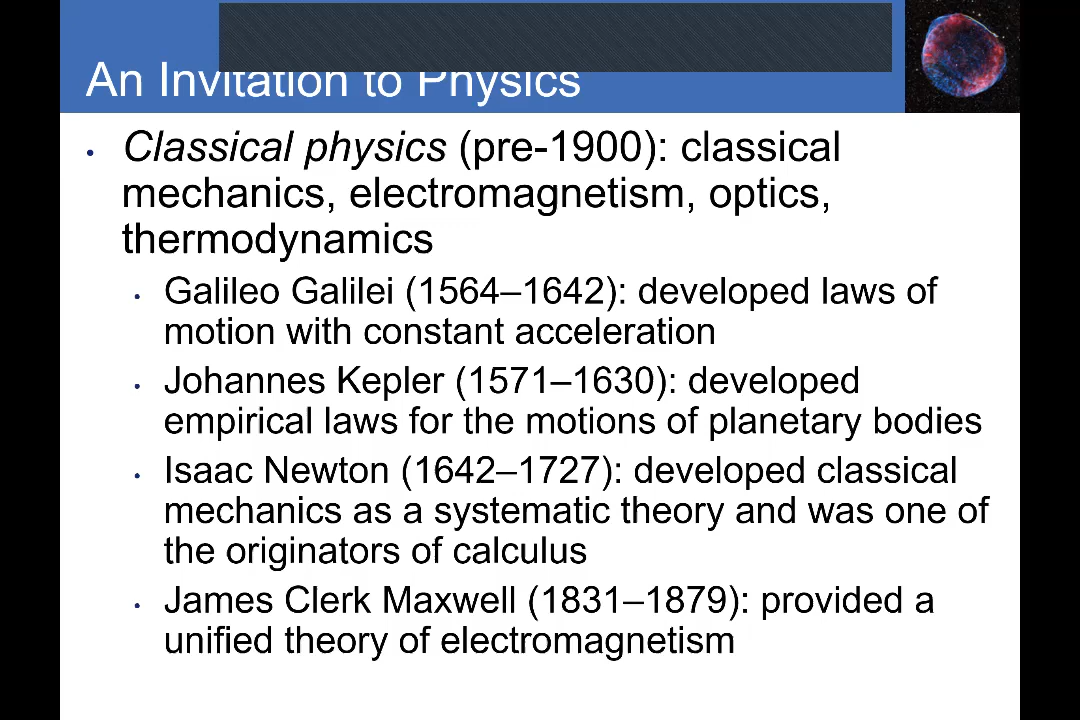 An Invitation to Physics
• Classical physics (pre-1900): classical
mechanics, electromagnetism, optics,
thermodynamics
• Galileo Galilei (1564–1642): developed laws of
motion with constant acceleration
• Johannes Kepler (1571–1630): developed
empirical laws for the motions of planetary bodies
• Isaac Newton (1642–1727): developed classical
mechanics as a systematic theory and was one of
the originators of calculus
• James Clerk Maxwell (1831–1879): provided a
unified theory of electromagnetism